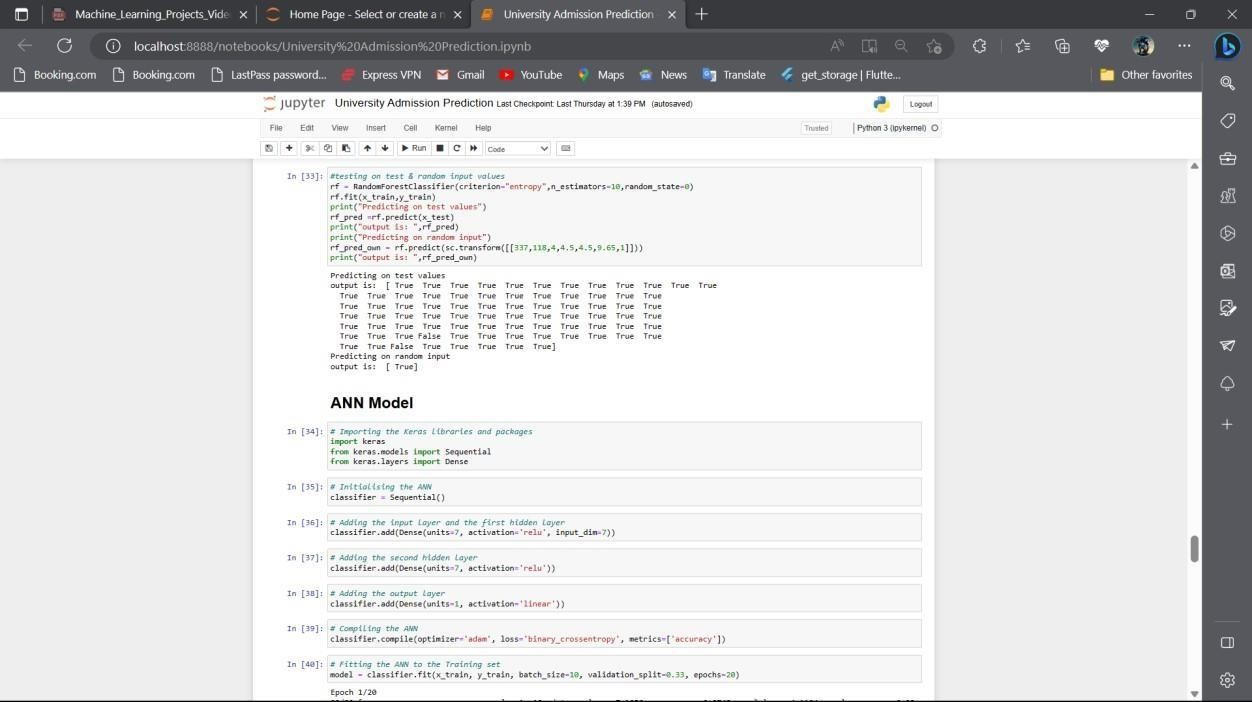 Machine_Learning_Projects_Vide
Home Page - Select or create a n
University Admission Prediction
localhost:8888/notebooks/University%20Admission%20Prediction.ipynb
Booking.com
Booking.com
LastPass password...
Express VPN
Gmail
YouTube
Maps
News
Translate
get_storage | Flutte...
Other favorites
jupyter University Admission Prediction Last Checkpoint: Last Thursday at 1:39 PM (autosaved)
Logout
File Edit View Insert Cell Kernel Help
Trusted
Python 3 (ipykernel)
Run
Code
In [33]: #testing on test & random input values
rf = RandomForestClassifier(criterion="entropy",n_estimators=10,random_state=0)
rf.fit(x_train,y_train)
print("Predicting on test values")
rf_pred =rf.predict(x_test)
print("output is: ",rf_pred)
print("Predicting on random input")
rf_pred_own = rf.predict(sc.transform([[337,118,4,4.5,4.5,9.65,1]]))
print("output is: ",rf_pred_own)
Predicting on test values
output is: [ True True True True True True True True True True True True
True True True True True True True True True True True True
True True True True True True True True True True True True
True True True True True True True True True True True True
True True True True True True True True True True True True
True True True False True True True True True True True True
True True False True True True True True]
Predicting on random input
output is: [ True]
ANN Model
In [34]: # Importing the Keras libraries and packages
import keras
from keras.models import Sequential
from keras.layers import Dense
In [35]: # Initialising the ANN
classifier = Sequential()
In [36]: # Adding the input layer and the first hidden layer
classifier.add(Dense(units=7, activation='relu', input_dim=7))
In [37]: # Adding the second hidden layer
classifier.add(Dense(units=7, activation='relu'))
In [38]: # Adding the output layer
classifier.add(Dense(units=1, activation='linear'))
In [39]: # Compiling the ANN
classifier.compile(optimizer='adam', loss='binary_crossentropy', metrics=['accuracy'])
In [40]: # Fitting the ANN to the Training set
model = classifier.fit(x_train, y_train, batch_size=10, validation_split=0.33, epochs=20)
Epoch 1/20